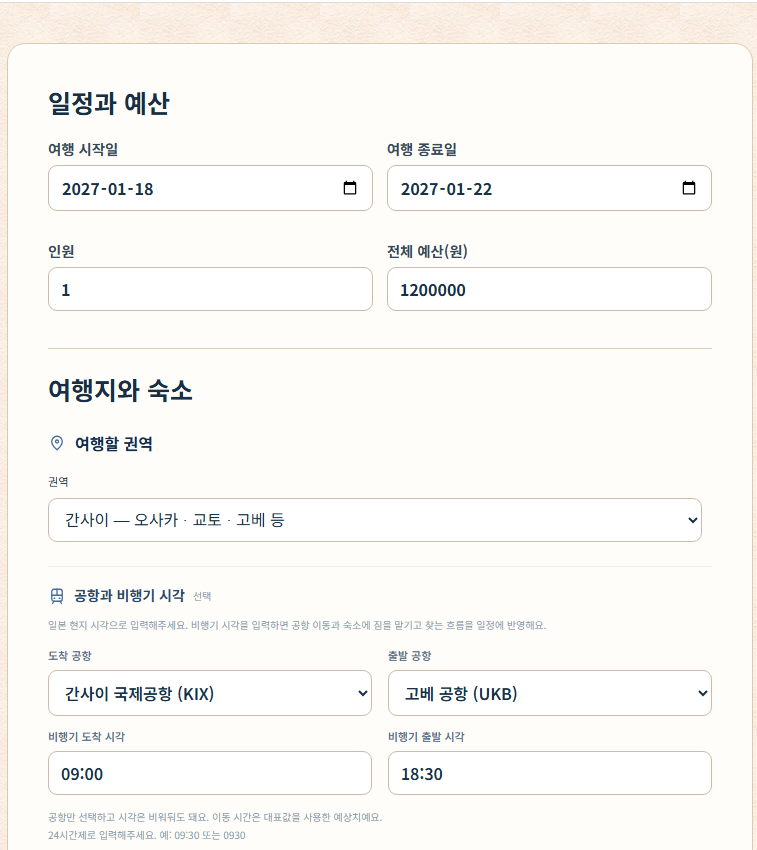 일정과 예산
여행 시작일
여행 종료일
2027-01-18
2027-01-22
인원
전체 예산(원)
1
1200000
여행지와 숙소
여행할 권역
권역
간사이 — 오사카 · 교토 · 고베 등
공항과 비행기 시각 선택
일본 현지 시각으로 입력해주세요. 비행기 시각을 입력하면 공항 이동과 숙소에 짐을 맡기고 찾는 흐름을 일정에 반영해요.
도착 공항
출발 공항
간사이 국제공항 (KIX)
고베 공항 (UKB)
비행기 도착 시각
비행기 출발 시각
09:00
18:30
공항만 선택하고 시각은 비워둬도 돼요. 이동 시간은 대표값을 사용한 예상치예요.
24시간제로 입력해주세요. 예: 09:30 또는 0930